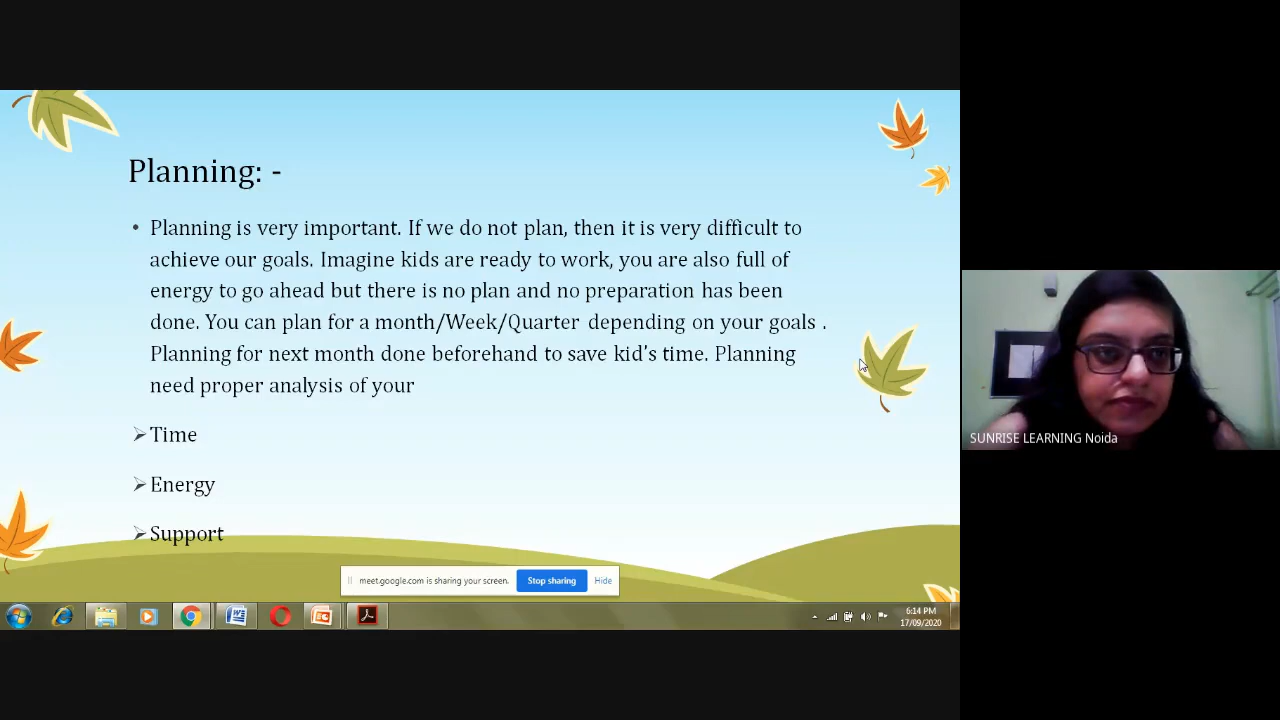 Planning: -
• Planning is very important. If we do not plan, then it is very difficult to
achieve our goals. Imagine kids are ready to work, you are also full of
energy to go ahead but there is no plan and no preparation has been
done. You can plan for a month/Week/Quarter depending on your goals .
Planning for next month done beforehand to save kid's time. Planning
need proper analysis of your
➢ Time
➢ Energy
➢ Support
meet.google.com is sharing your screen. Stop sharing Hide
6:14 PM
17/09/2020
SUNRISE LEARNING Noida